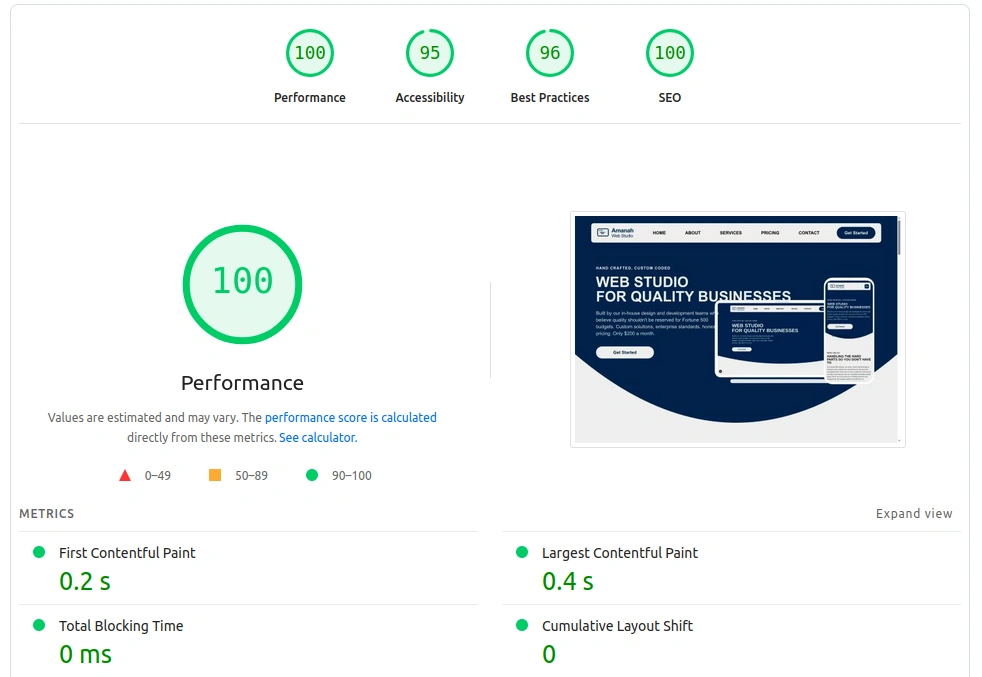 100 95 96 100
Performance Accessibility Best Practices SEO
100
Performance
Values are estimated and may vary. The performance score is calculated
directly from these metrics. See calculator.
0–49 50–89 90–100
Amanah
Web Studio
HOME ABOUT SERVICES PRICING CONTACT Get Started
HAND CRAFTED, CUSTOM CODED
WEB STUDIO
FOR QUALITY BUSINESSES
Built by our in-house design and development teams
believe quality shouldn't be reserved for Fortune 500
budgets. Custom solutions, enterprise standards,
pricing. Only $200 a month.
Get Started
WEB STUDIO
FOR QUALITY BUSINESSES
WEB STUDIO
FOR QUALITY BUSINESSES
HANDLING THE HARD
PARTS SO YOU DON'T HAVE
TO
METRICS Expand view
First Contentful Paint
0.2 s
Largest Contentful Paint
0.4 s
Total Blocking Time
0 ms
Cumulative Layout Shift
0